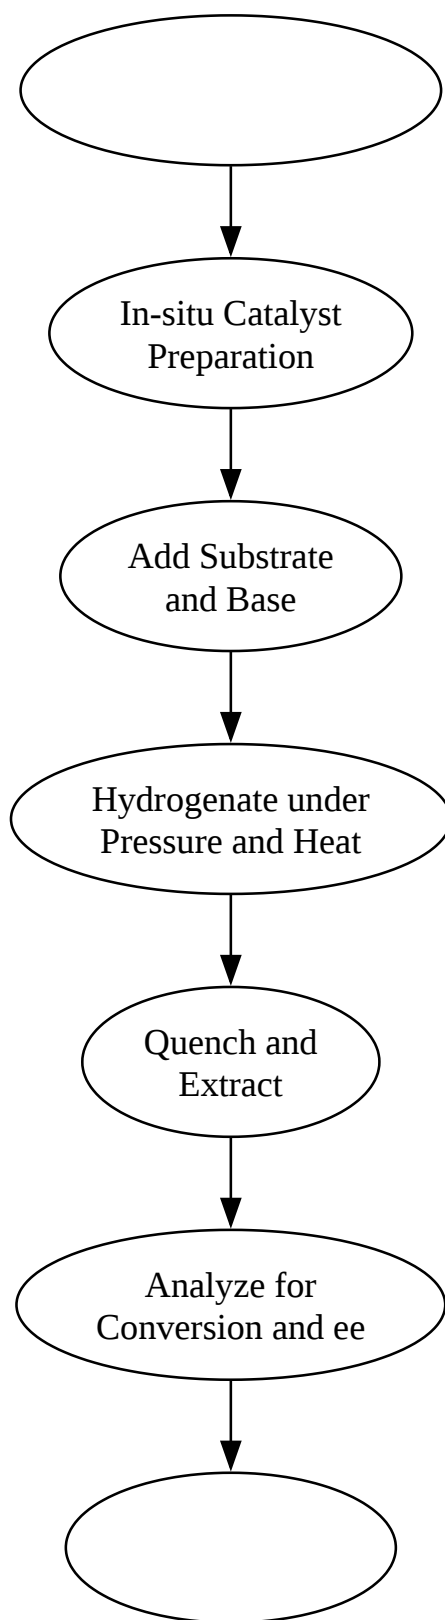 In-situ Catalyst
Preparation
Add Substrate
and Base
Hydrogenate under
Pressure and Heat
Quench and
Extract
Analyze for
Conversion and ee